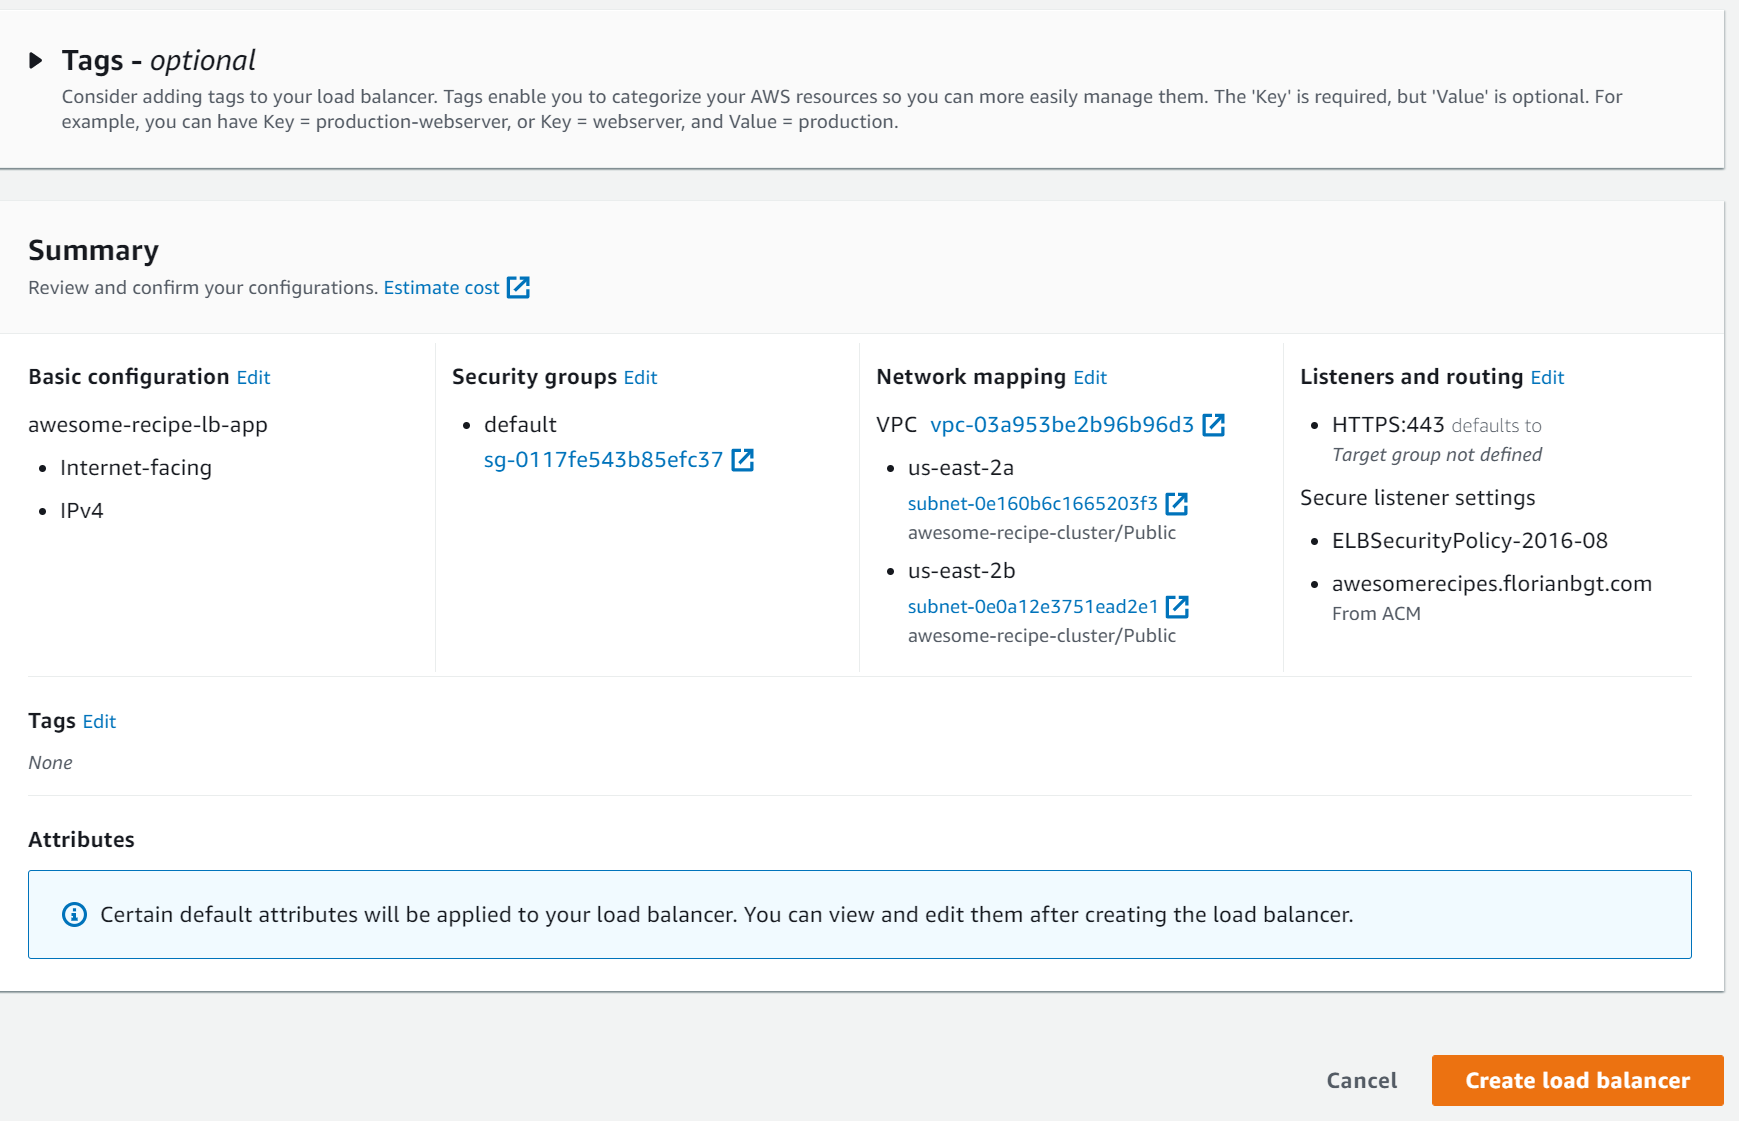 Tags - optional
Consider adding tags to your load balancer. Tags enable you to categorize your AWS resources so you can more easily manage them. The 'Key' is required, but 'Value' is optional. For
example, you can have Key = production-webserver, or Key = webserver, and Value = production.
Summary
Review and confirm your configurations. Estimate cost
Basic configuration Edit
awesome-recipe-lb-app
• Internet-facing
• IPv4
Security groups Edit
• default
sg-0117fe543b85efc37
Network mapping Edit
VPC vpc-03a953be2b96b96d3
• us-east-2a
subnet-0e160b6c1665203f3
awesome-recipe-cluster/Public
• us-east-2b
subnet-0e0a12e3751ead2e1
awesome-recipe-cluster/Public
Listeners and routing Edit
• HTTPS:443 defaults to
Target group not defined
Secure listener settings
• ELBSecurityPolicy-2016-08
• awesomerecipes.florianbgt.com
From ACM
Tags Edit
None
Attributes
Certain default attributes will be applied to your load balancer. You can view and edit them after creating the load balancer.
Cancel
Create load balancer